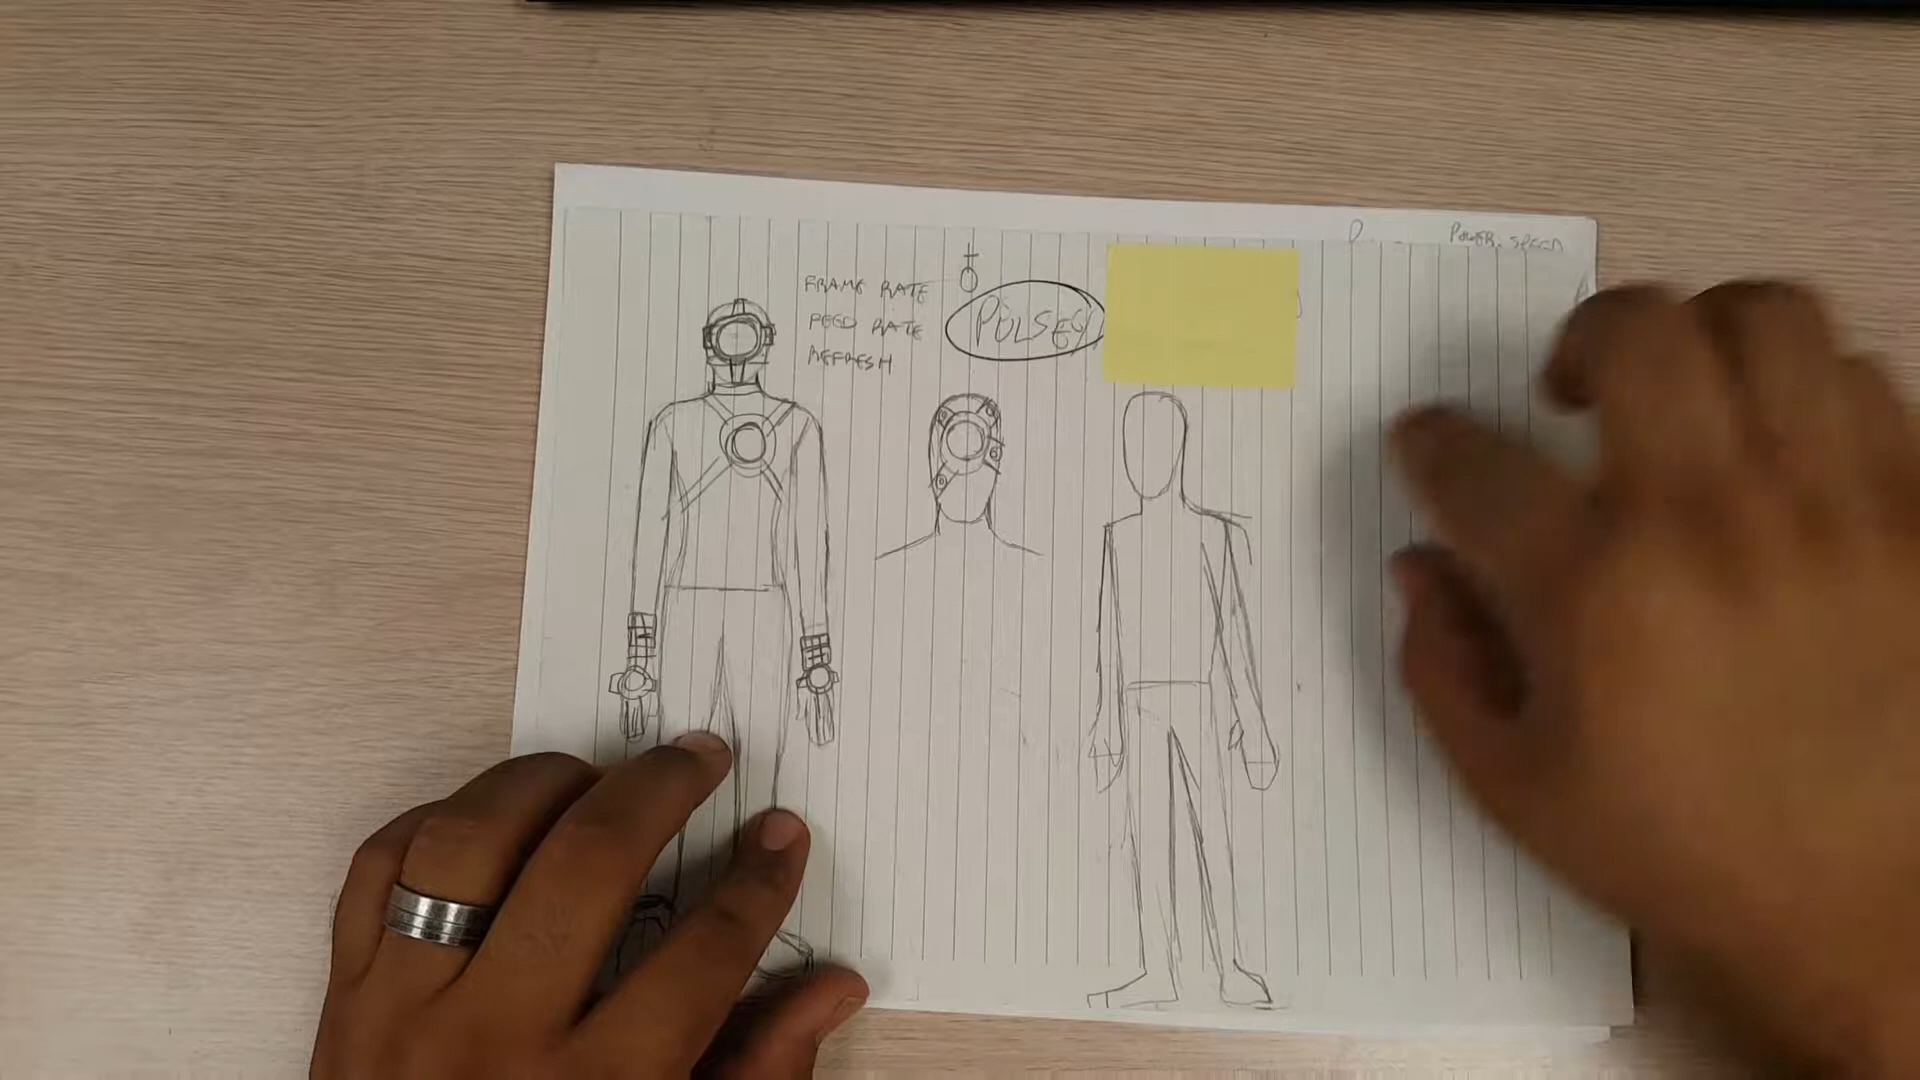 POWER, SPEED
FRAME RATE
FEED RATE
REFRESH
PULSE